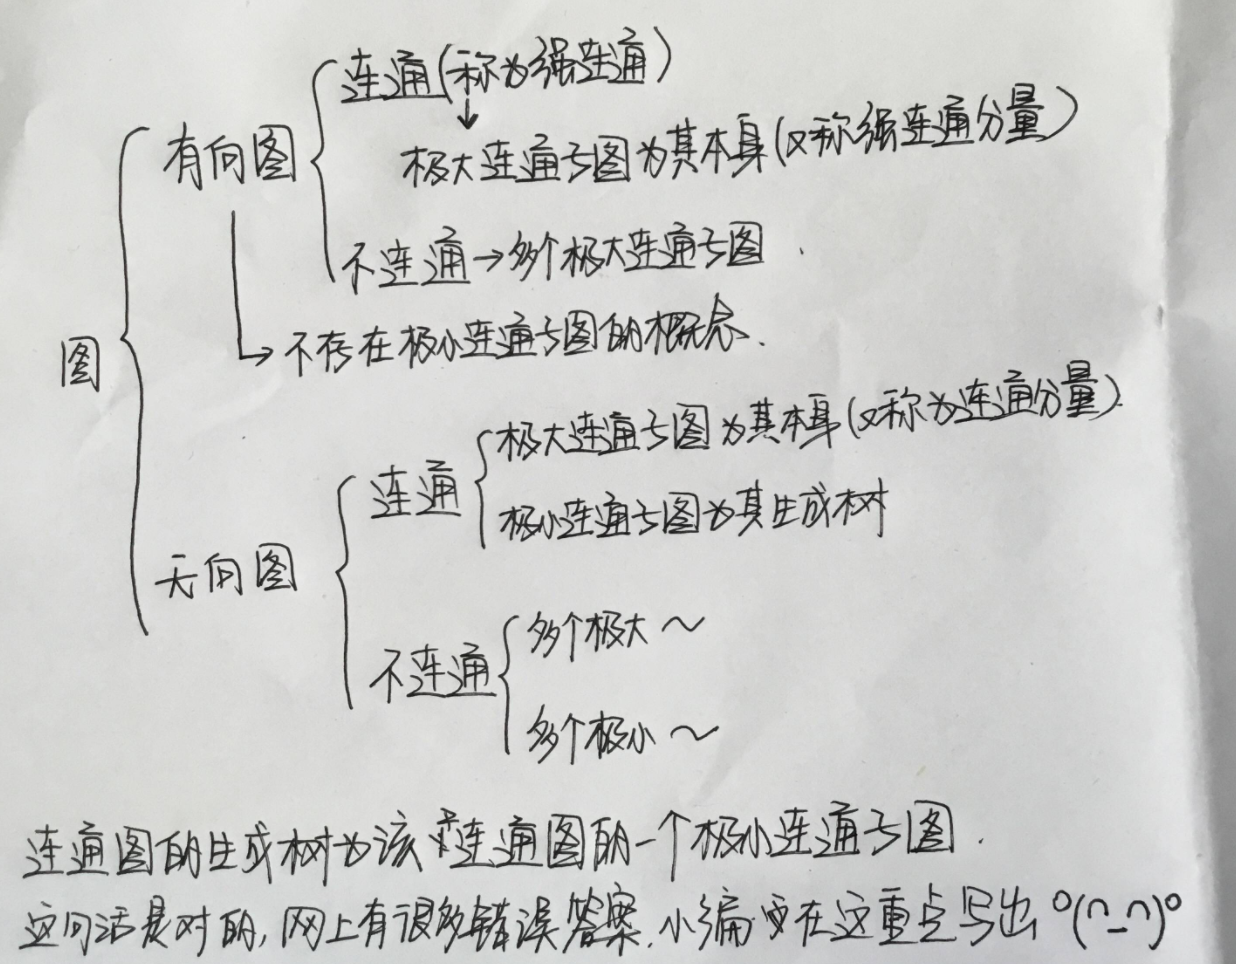 连通(称为强连通)
有向图
极大连通子图为其本身(又称强连通分量)
不连通→多个极大连通子图
图
不存在极小连通子图的概念.
极大连通子图为其本身(又称为连通分量)
连通
极小连通子图为其生成树
无向图
多个极大～
不连通
多个极小～
连通图的生成树为该连通图的一个极小连通子图.
这句话是对的,网上有很多错误答案.小编要在这重点写出 o(∩_∩)o